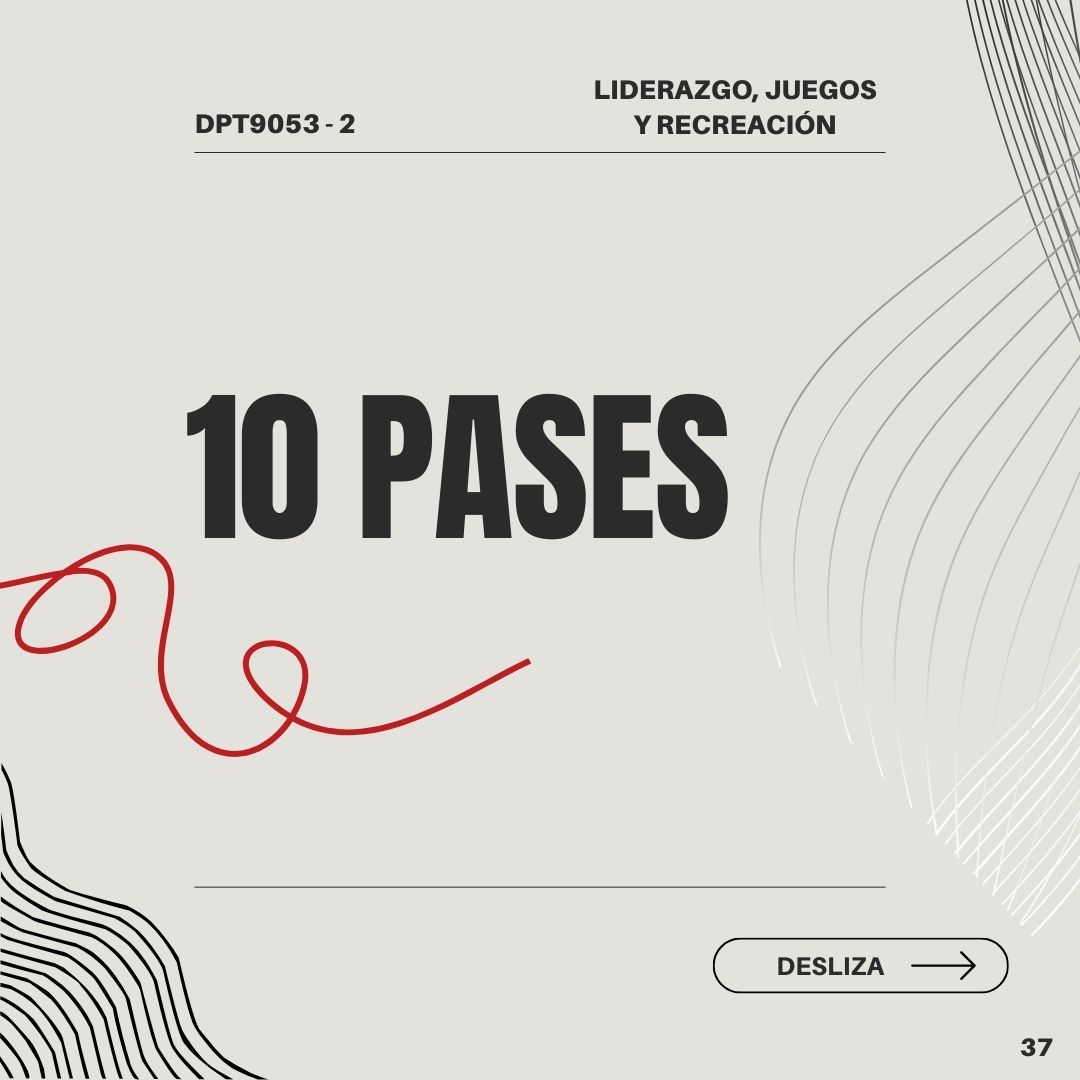 DPT9053 - 2
LIDERAZGO, JUEGOS
Y RECREACIÓN
10 PASES
DESLIZA
37